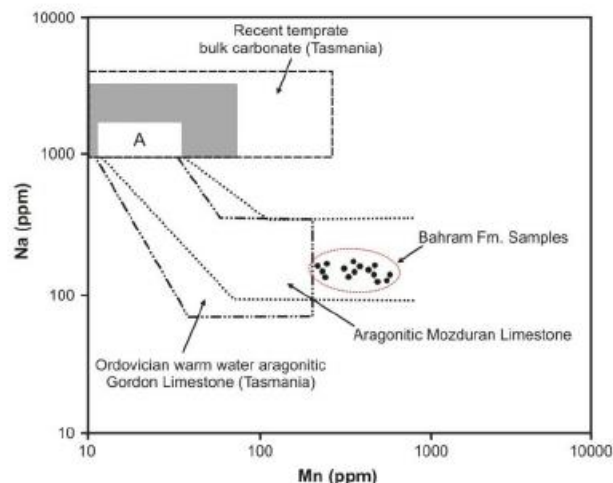 10000
Recent temprate
bulk carbonate (Tasmania)
A
1000
Na (ppm)
Bahram Fm. Samples
100
Aragonitic Mozduran Limestone
Ordovician warm water aragonitic
Gordon Limestone (Tasmania)
10
10
100
1000
10000
Mn (ppm)